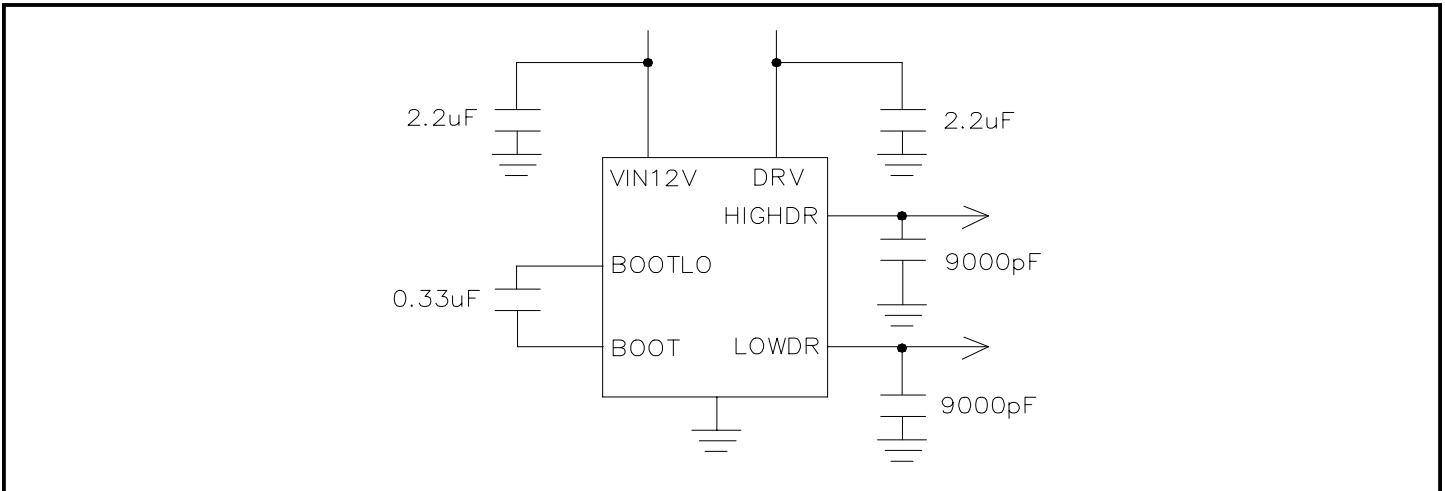 2.2uF
2.2uF
VIN12V DRV
HIGHDR
BOOTLO
9000pF
0.33uF
BOOT
LOWDR
9000pF